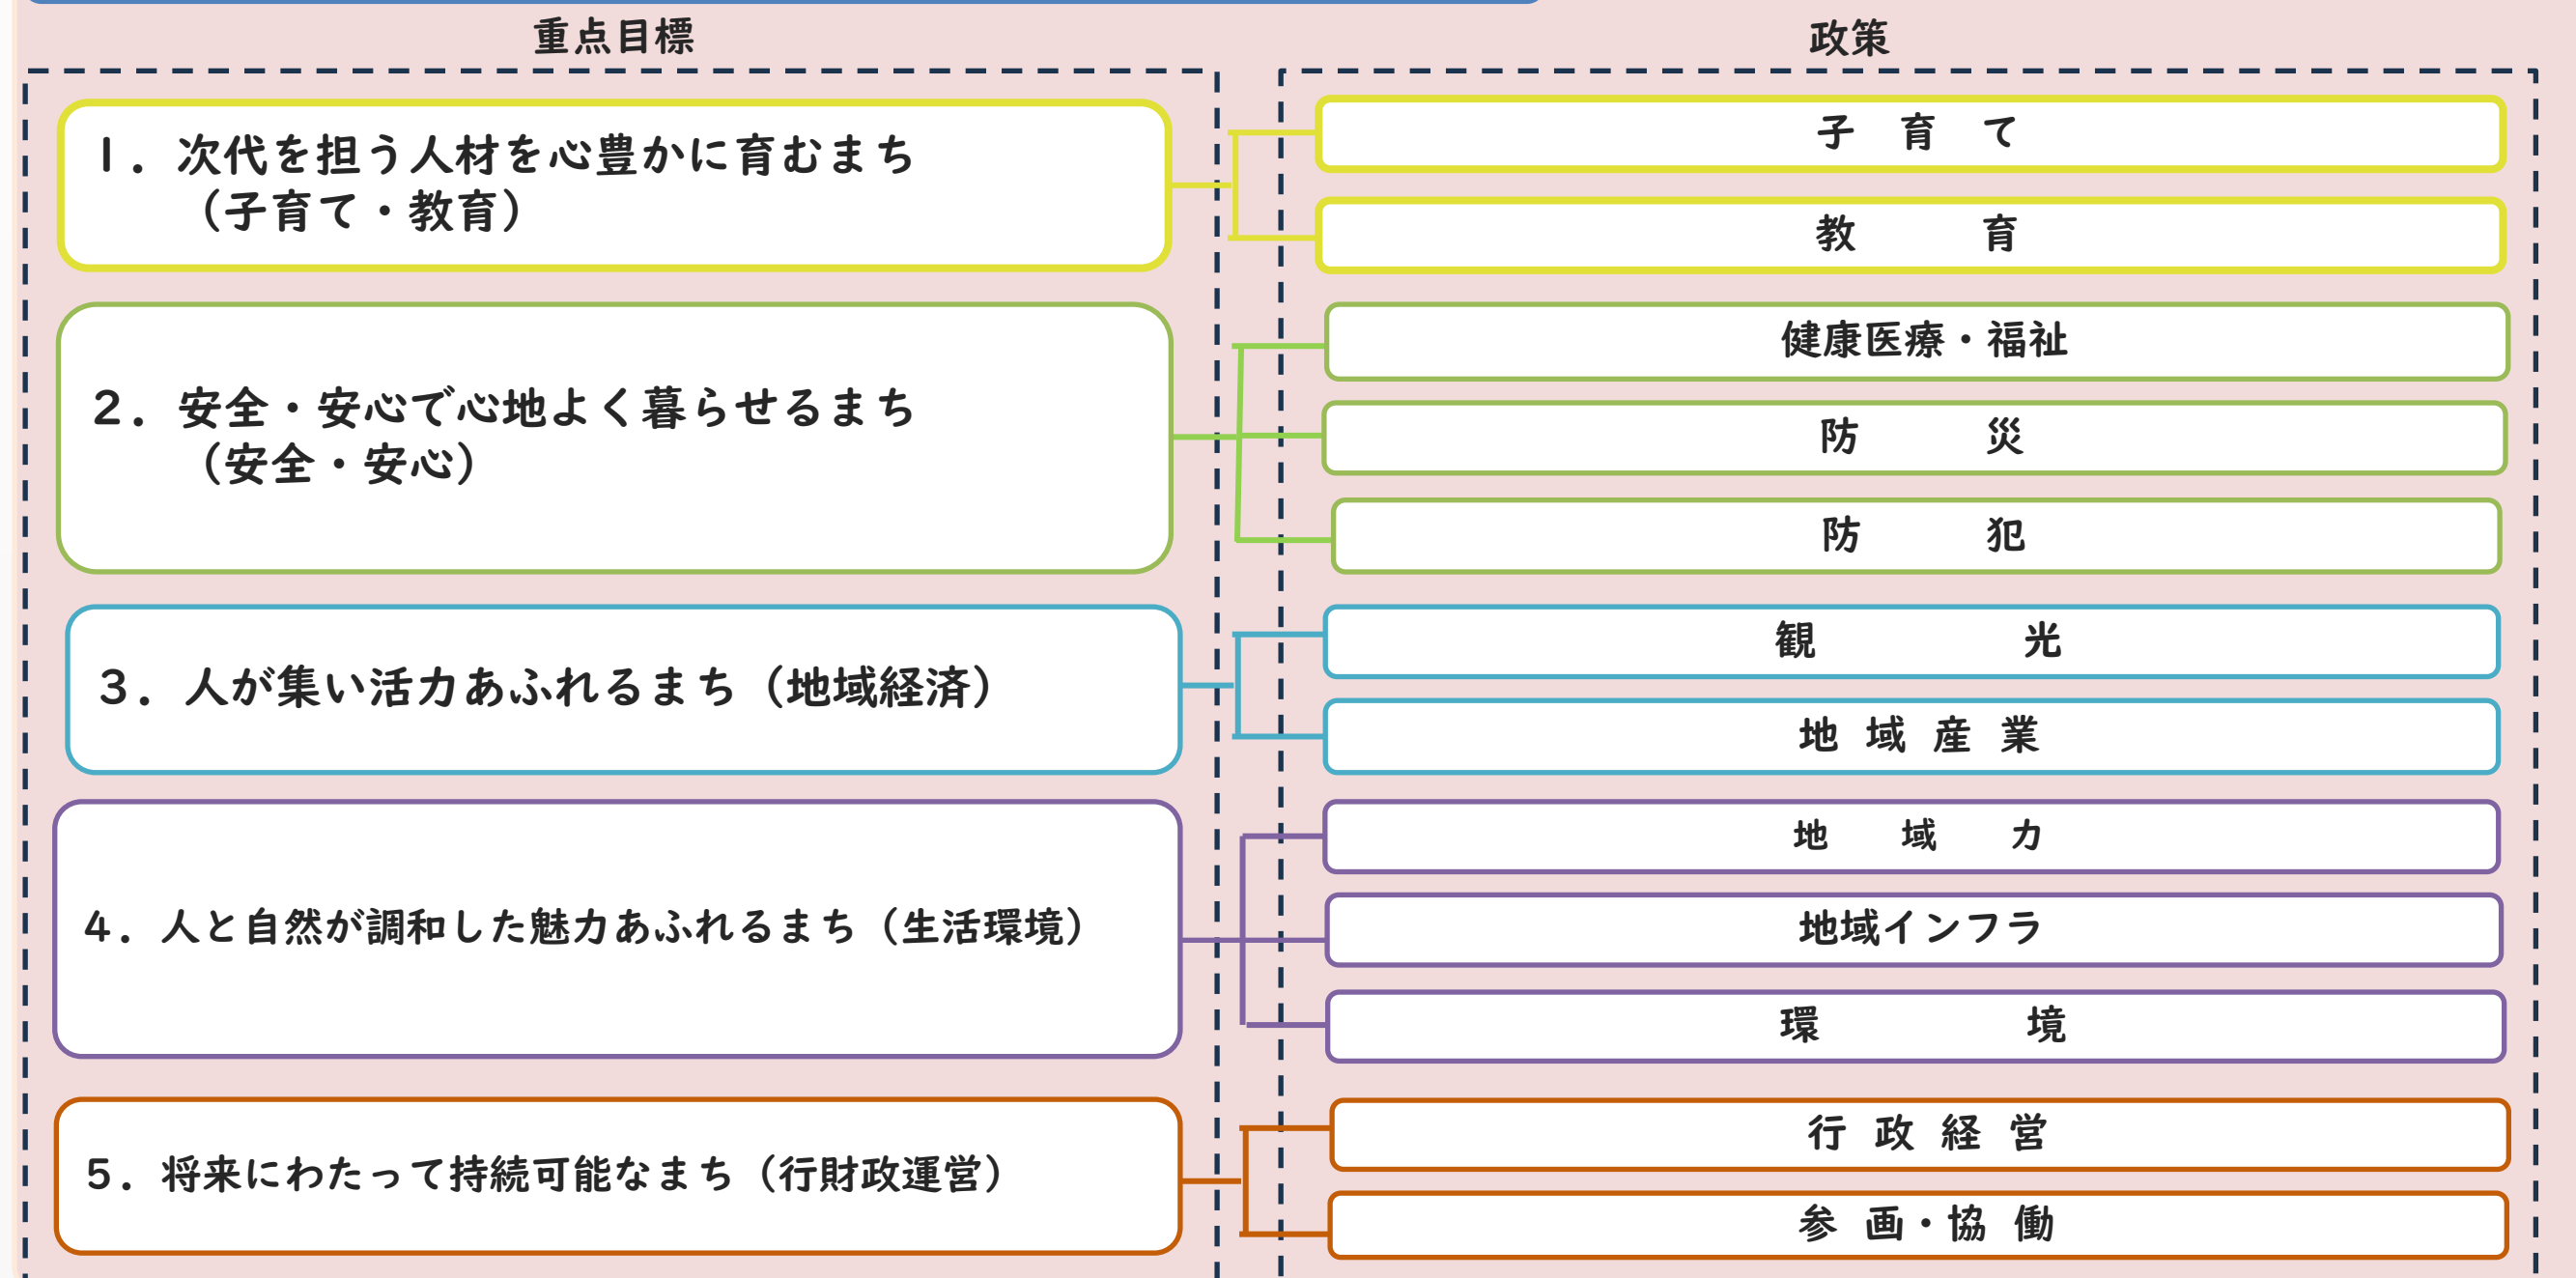 重点目標
政策
1．次代を担う人材を心豊かに育むまち
（子育て・教育）
子　育　て
教　　　育
2．安全・安心で心地よく暮らせるまち
（安全・安心）
健康医療・福祉
防　　　災
防　　　犯
3．人が集い活力あふれるまち（地域経済）
観　　　　　光
地 域 産 業
4．人と自然が調和した魅力あふれるまち（生活環境）
地　　域　　力
地域インフラ
環　　　　　境
5．将来にわたって持続可能なまち（行財政運営）
行 政 経 営
参 画・協 働